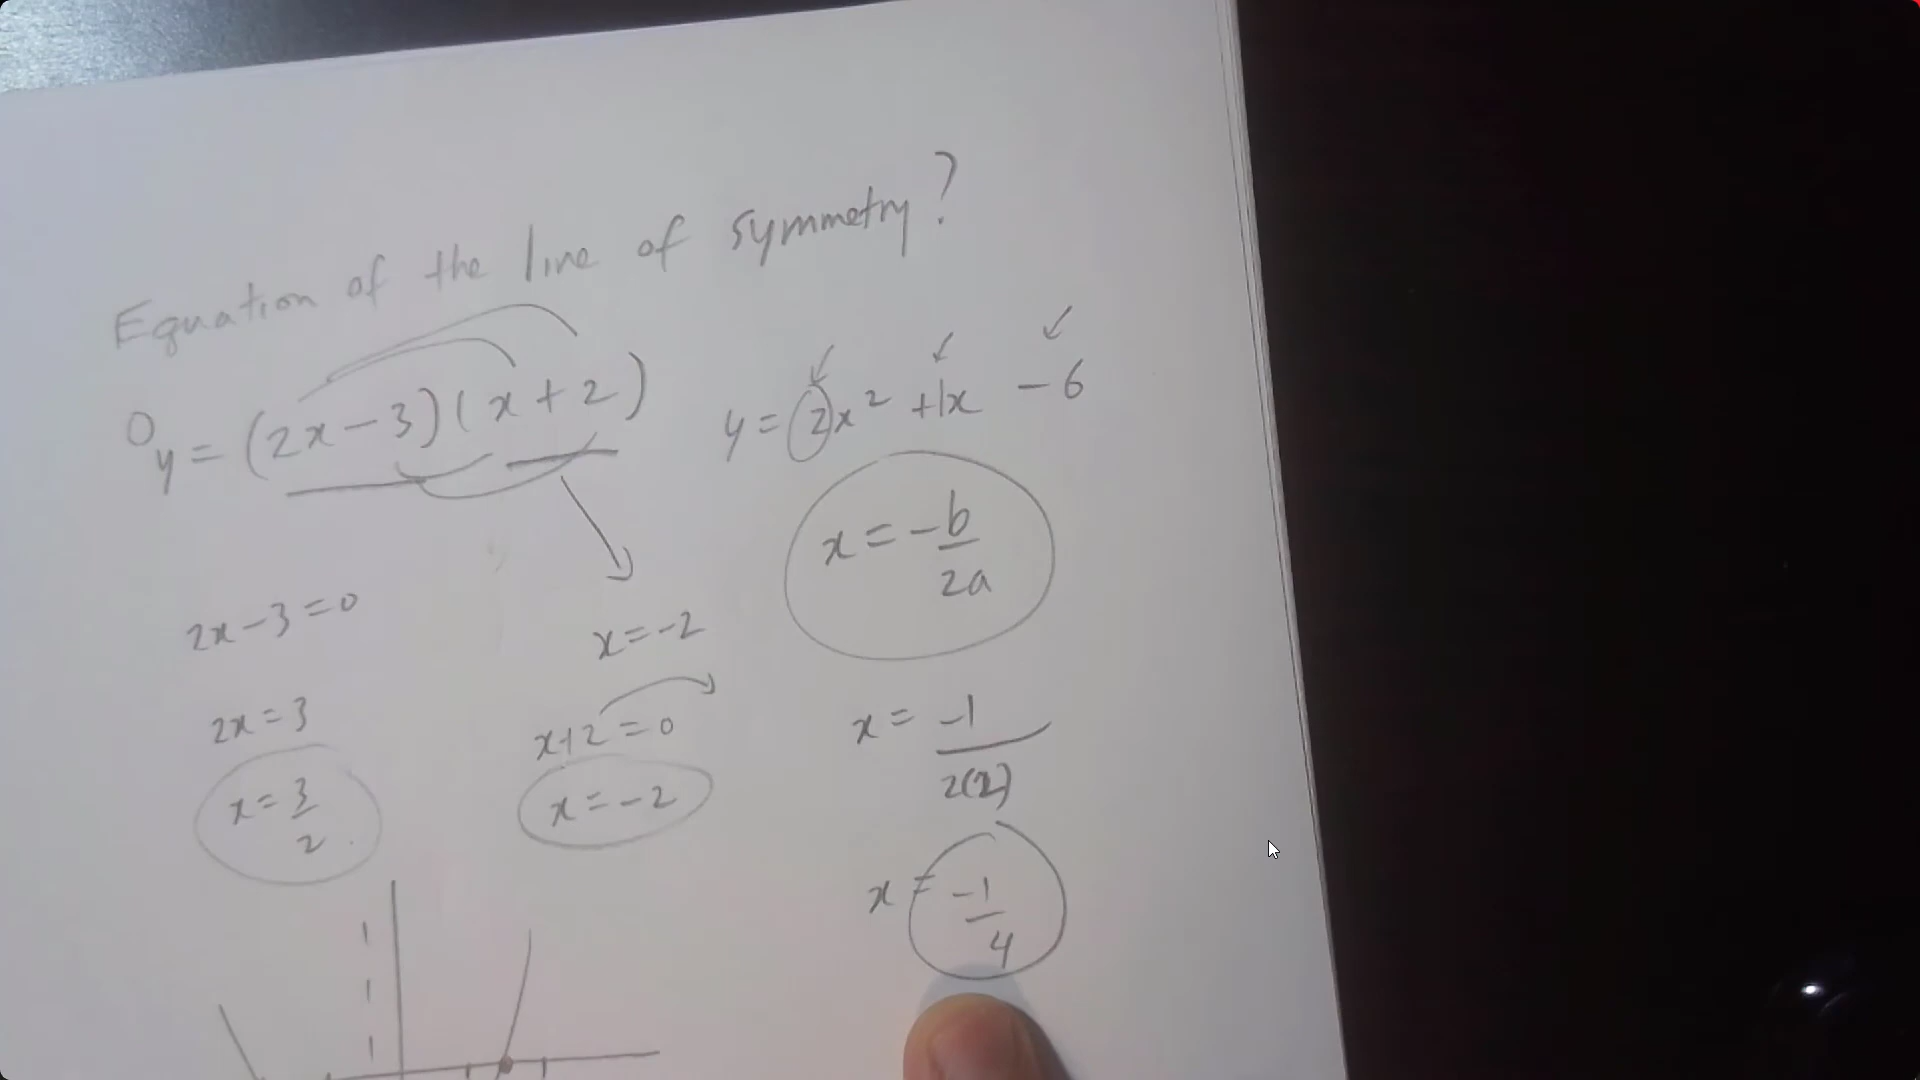 Equation of the line of symmetry?
0
y = (2x - 3)(x + 2)
y = 2x² + 1x - 6
x = -b/2a
2x - 3 = 0
x = -2
2x = 3
x + 2 = 0
x = -1/2(2)
x = 3/2
x = -2
x = -1/4